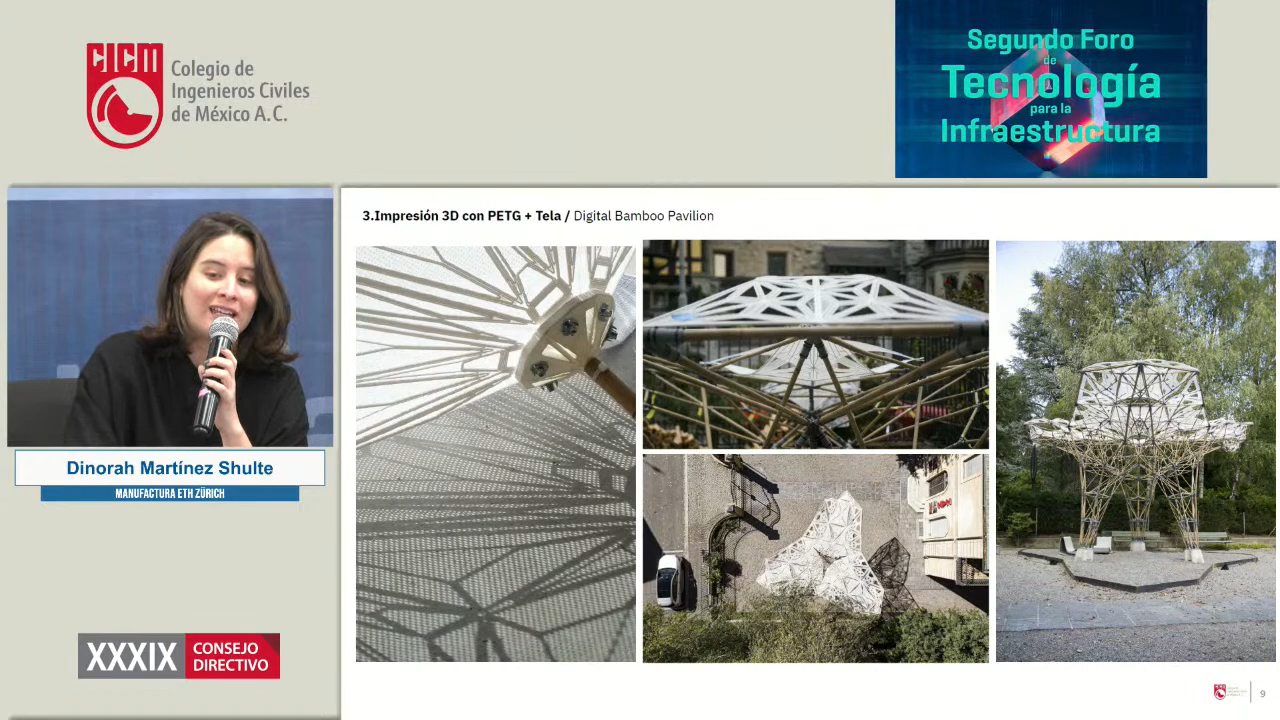 CICM
Colegio de
Ingenieros Civiles
de México A.C.
Segundo Foro
de
Tecnología
para la
Infraestructura
3.Impresión 3D con PETG + Tela / Digital Bamboo Pavilion
Dinorah Martínez Shulte
MANUFACTURA ETH ZÜRICH
XXXIX
CONSEJO
DIRECTIVO
9